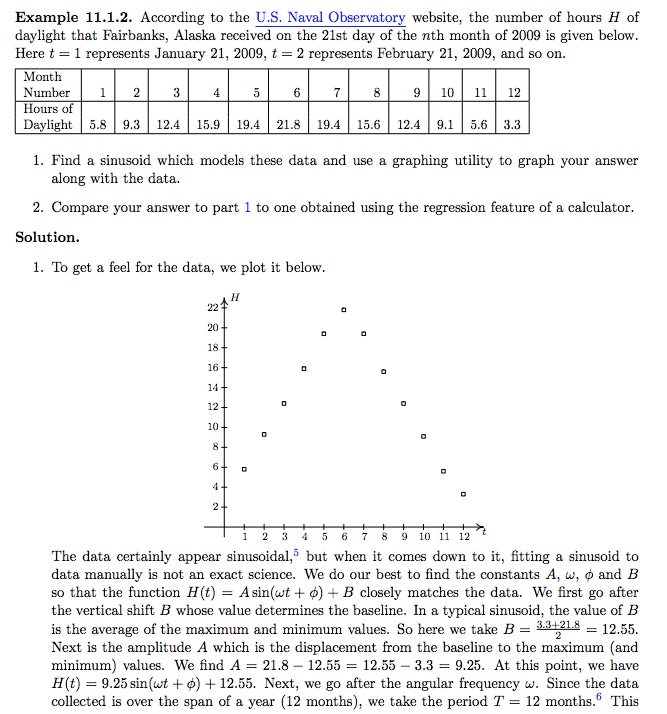 Example 11.1.2. According to the U.S. Naval Observatory website, the number of hours H of
daylight that Fairbanks, Alaska received on the 21st day of the nth month of 2009 is given below.
Here t = 1 represents January 21, 2009, t = 2 represents February 21, 2009, and so on.
Month
Number 1 2 3 4 5 6 7 8 9 10 11 12
Hours of
Daylight 5.8 9.3 12.4 15.9 19.4 21.8 19.4 15.6 12.4 9.1 5.6 3.3
1. Find a sinusoid which models these data and use a graphing utility to graph your answer
along with the data.
2. Compare your answer to part 1 to one obtained using the regression feature of a calculator.
Solution.
1. To get a feel for the data, we plot it below.
H
22
20
18
16
14
12
10
8
6
4
2
1 2 3 4 5 6 7 8 9 10 11 12 t
The data certainly appear sinusoidal,⁵ but when it comes down to it, fitting a sinusoid to
data manually is not an exact science. We do our best to find the constants A, ω, ϕ and B
so that the function H(t) = A sin(ωt + ϕ) + B closely matches the data. We first go after
the vertical shift B whose value determines the baseline. In a typical sinusoid, the value of B
is the average of the maximum and minimum values. So here we take B = (3.3+21.8)/2 = 12.55.
Next is the amplitude A which is the displacement from the baseline to the maximum (and
minimum) values. We find A = 21.8 − 12.55 = 12.55 − 3.3 = 9.25. At this point, we have
H(t) = 9.25 sin(ωt + ϕ) + 12.55. Next, we go after the angular frequency ω. Since the data
collected is over the span of a year (12 months), we take the period T = 12 months.⁶ This